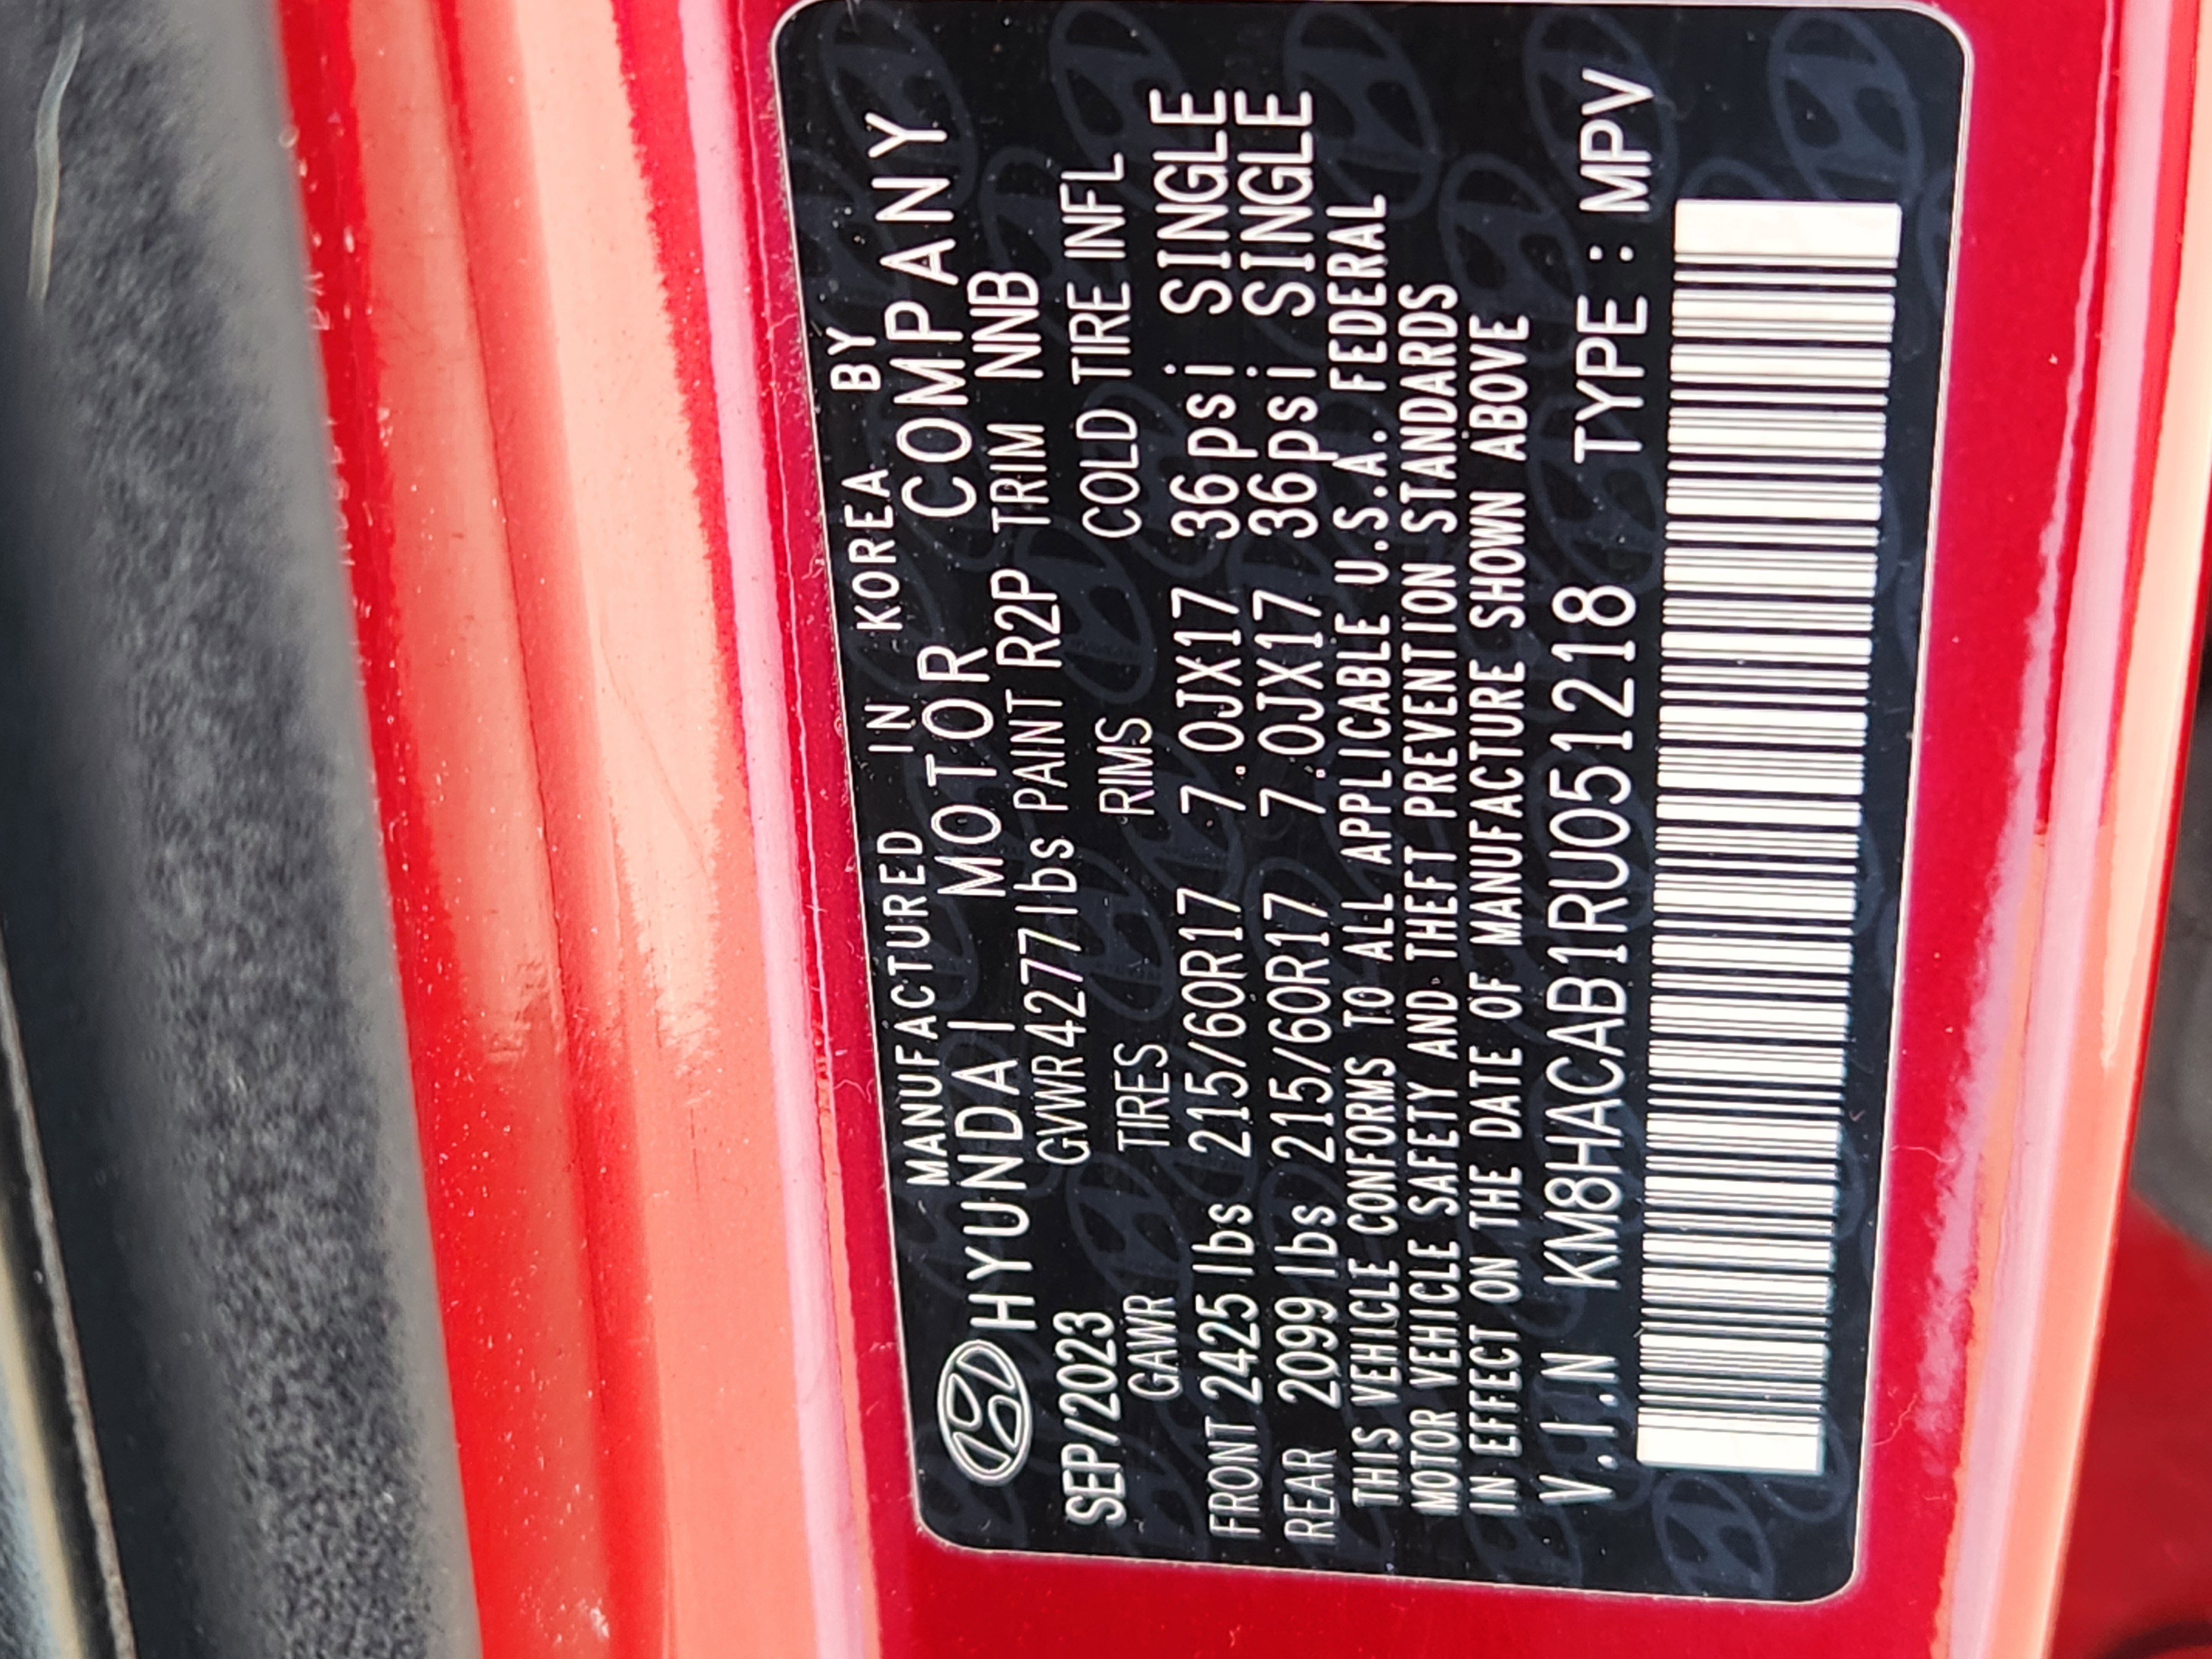 MANUFACTURED IN KOREA BY
HYUNDAI MOTOR COMPANY
SEP/2023 GVWR 4277 lbs PAINT R2P TRIM NNB
GAWR TIRES RIMS COLD TIRE INFL
FRONT 2425 lbs 215/60R17 7.0JX17 36psi SINGLE
REAR 2099 lbs 215/60R17 7.0JX17 36psi SINGLE
THIS VEHICLE CONFORMS TO ALL APPLICABLE U.S.A. FEDERAL
MOTOR VEHICLE SAFETY AND THEFT PREVENTION STANDARDS
IN EFFECT ON THE DATE OF MANUFACTURE SHOWN ABOVE
V.I.N KM8HACAB1RU051218 TYPE : MPV